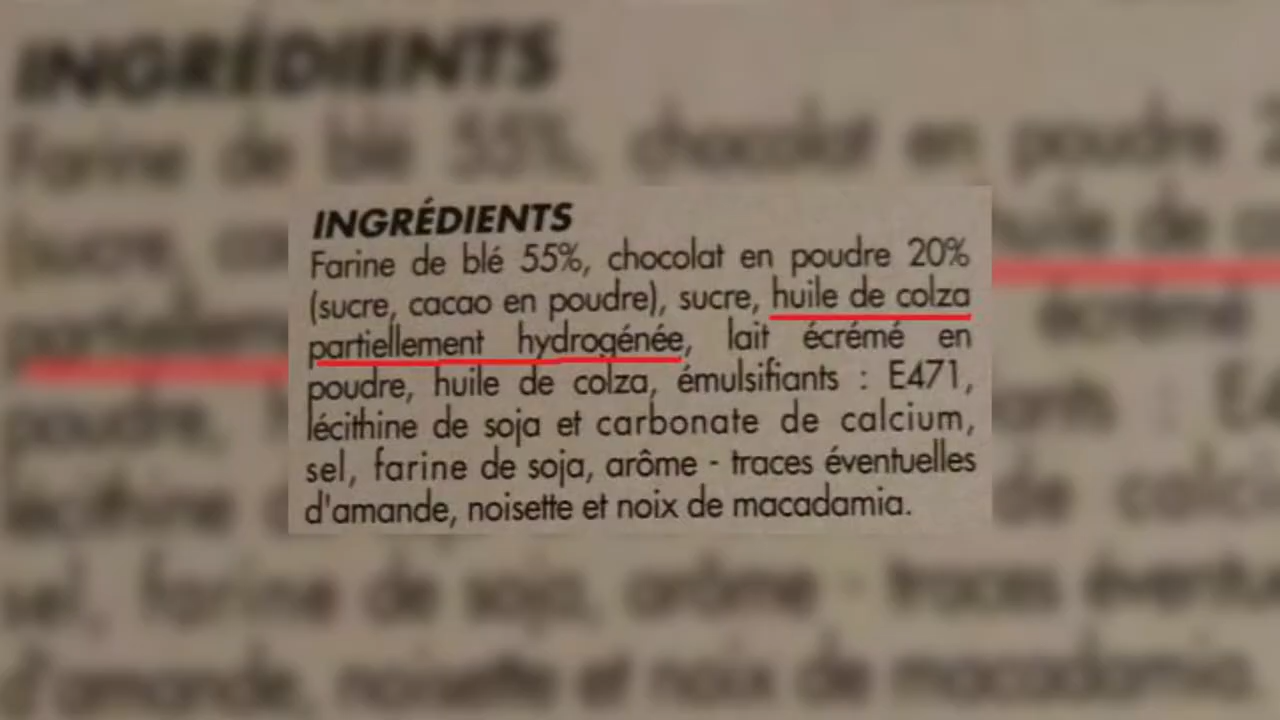 INGRÉDIENTS
Farine de blé 55%, chocolat en poudre 20%
(sucre, cacao en poudre), sucre, huile de colza
partiellement hydrogénée, lait écrémé en
poudre, huile de colza, émulsifiants : E471,
lécithine de soja et carbonate de calcium,
sel, farine de soja, arôme - traces éventuelles
d'amande, noisette et noix de macadamia.